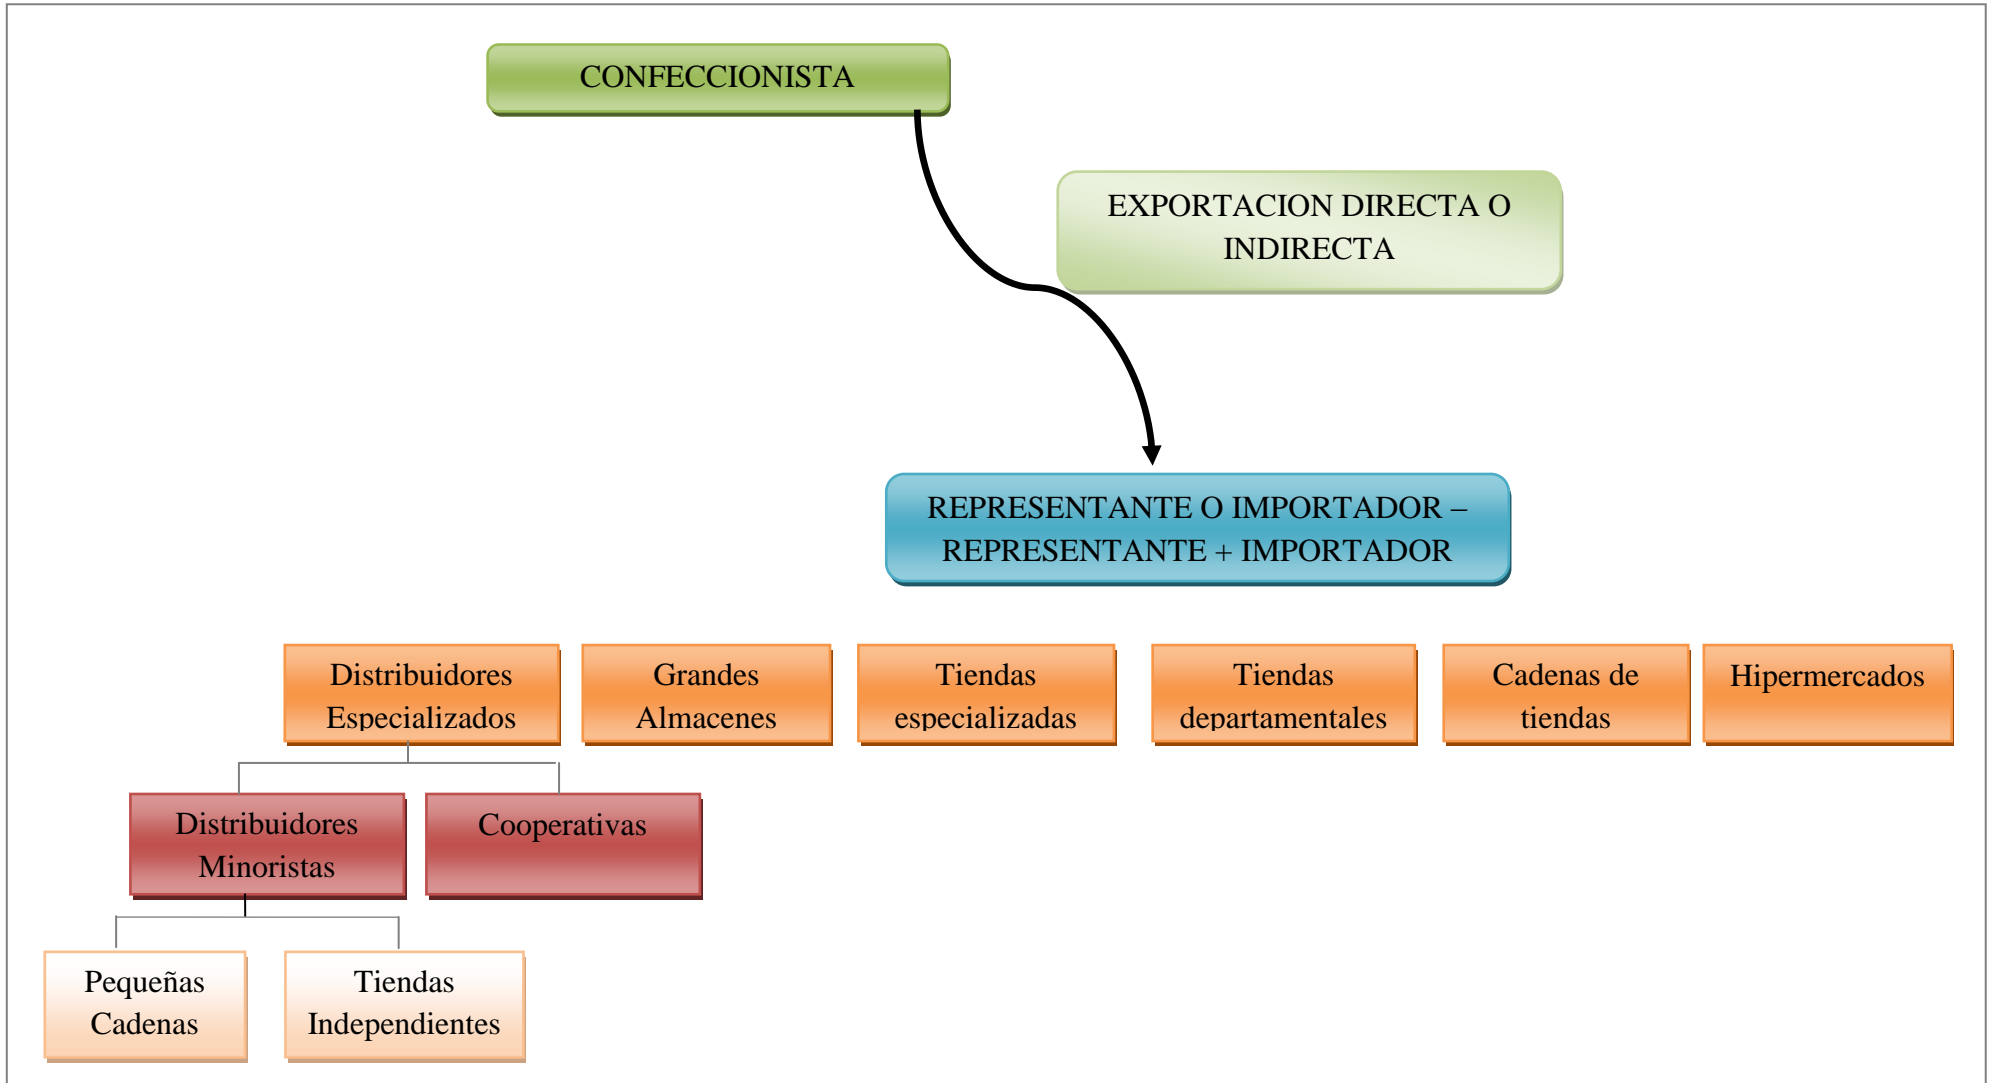 CONFECCIONISTA
EXPORTACION DIRECTA O
INDIRECTA
REPRESENTANTE O IMPORTADOR –
REPRESENTANTE + IMPORTADOR
Distribuidores
Especializados
Grandes
Almacenes
Tiendas
especializadas
Tiendas
departamentales
Cadenas de
tiendas
Hipermercados
Distribuidores
Minoristas
Cooperativas
Pequeñas
Cadenas
Tiendas
Independientes